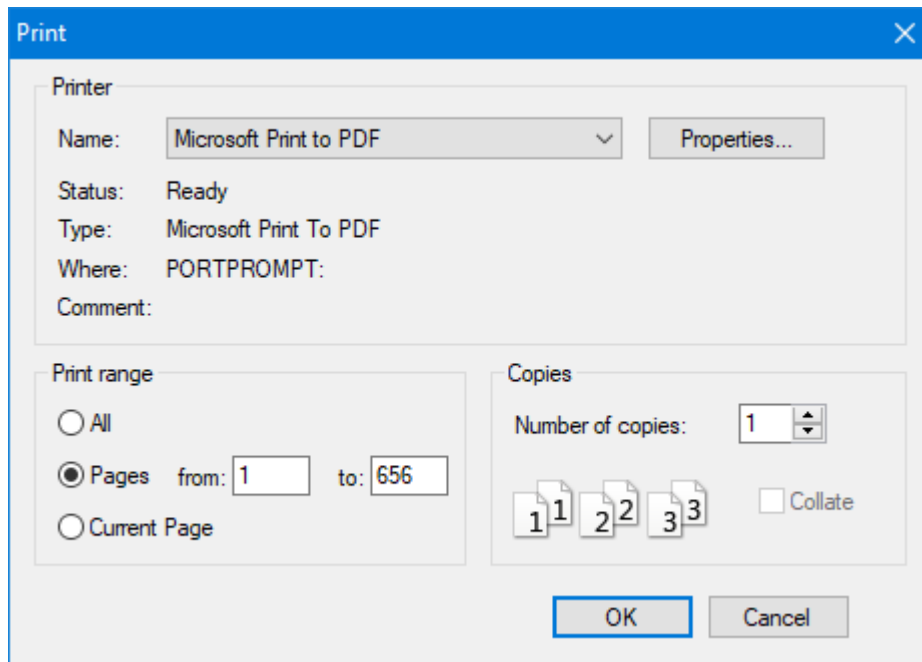 Print
Printer
Name: Microsoft Print to PDF Properties...
Status: Ready
Type: Microsoft Print To PDF
Where: PORTPROMPT:
Comment:
Print range
All
Pages from: 1 to: 656
Current Page
Copies
Number of copies: 1
1 1 2 2 3 3 Collate
OK Cancel